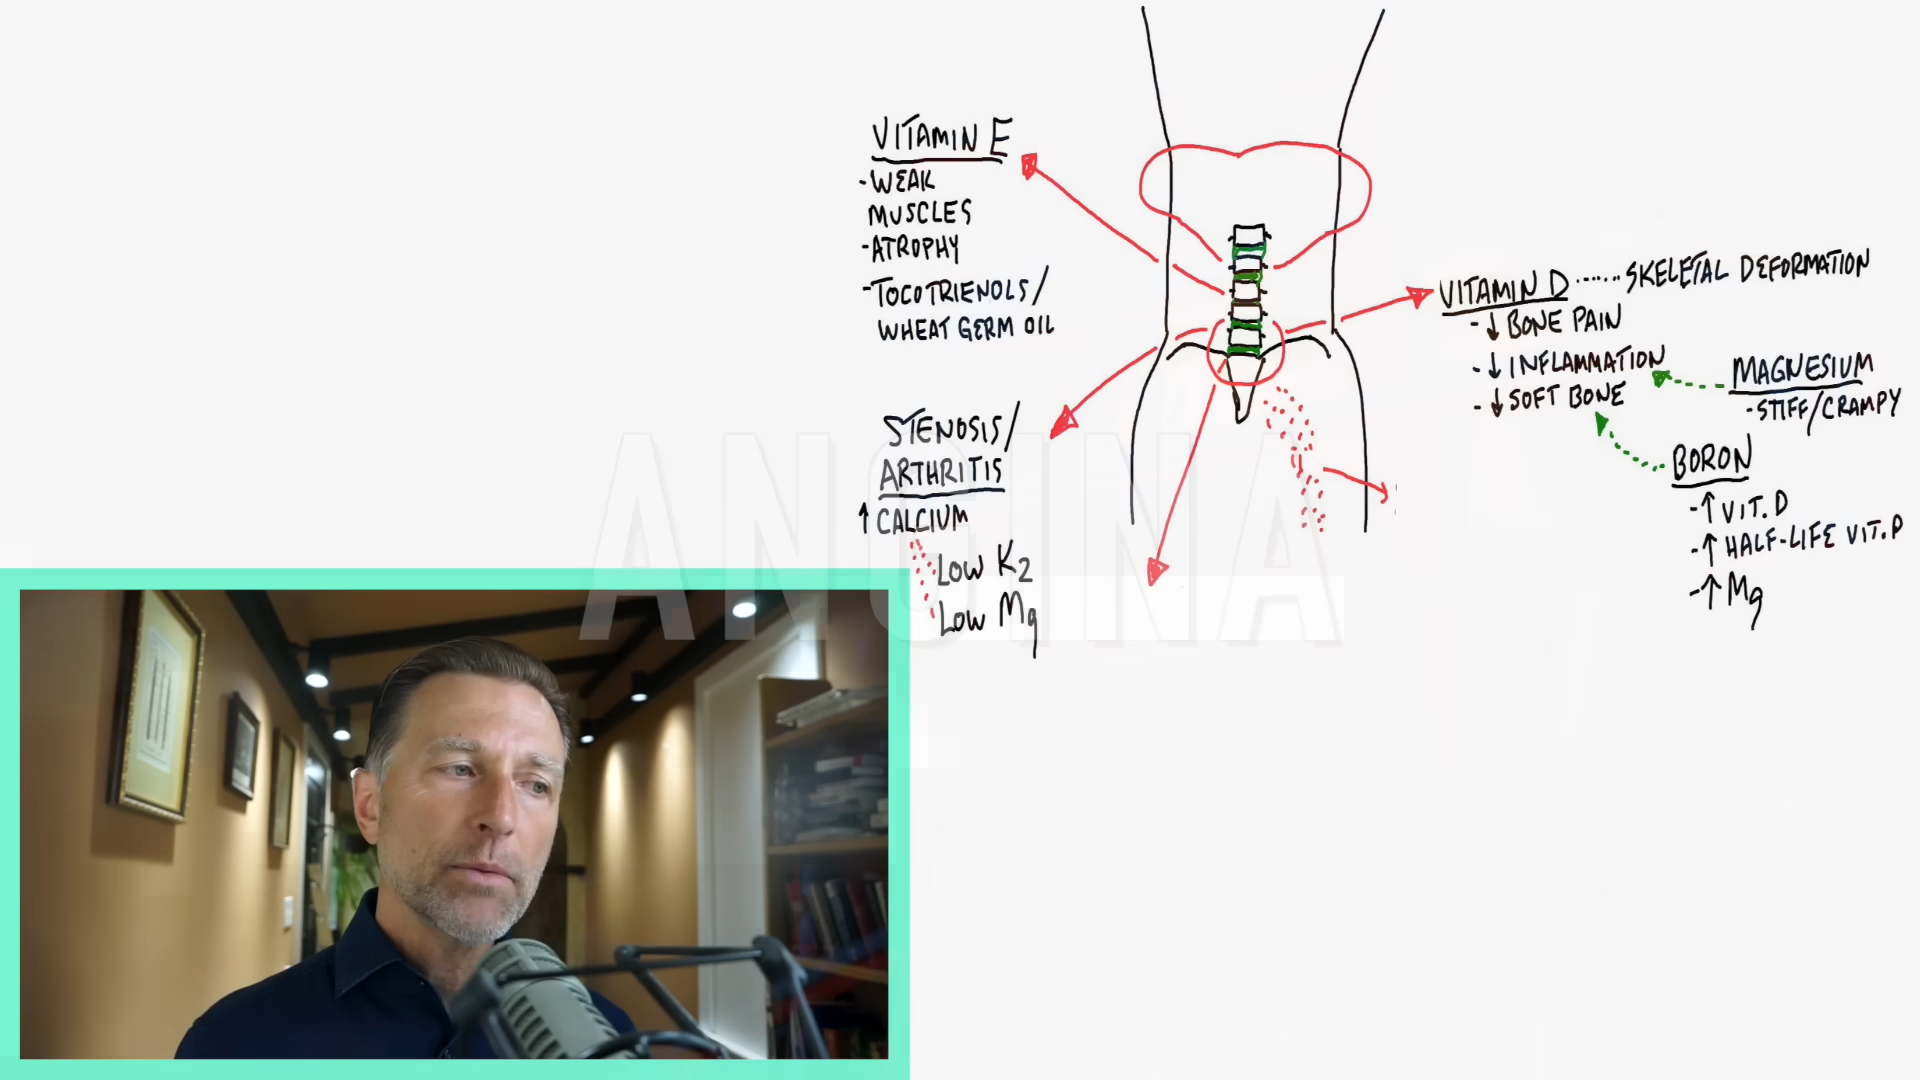 VITAMIN E
-WEAK
MUSCLES
-ATROPHY
-TOCOTRIENOLS/
WHEAT GERM OIL
STENOSIS/
ARTHRITIS
↑ CALCIUM
LOW K2
LOW Mg
VITAMIN D ...... SKELETAL DEFORMATION
-↓ BONE PAIN
-↓ INFLAMMATION
-↓ SOFT BONE
MAGNESIUM
-STIFF/CRAMPY
BORON
-↑ VIT. D
-↑ HALF-LIFE VIT. D
-↑ Mg
ANGINA